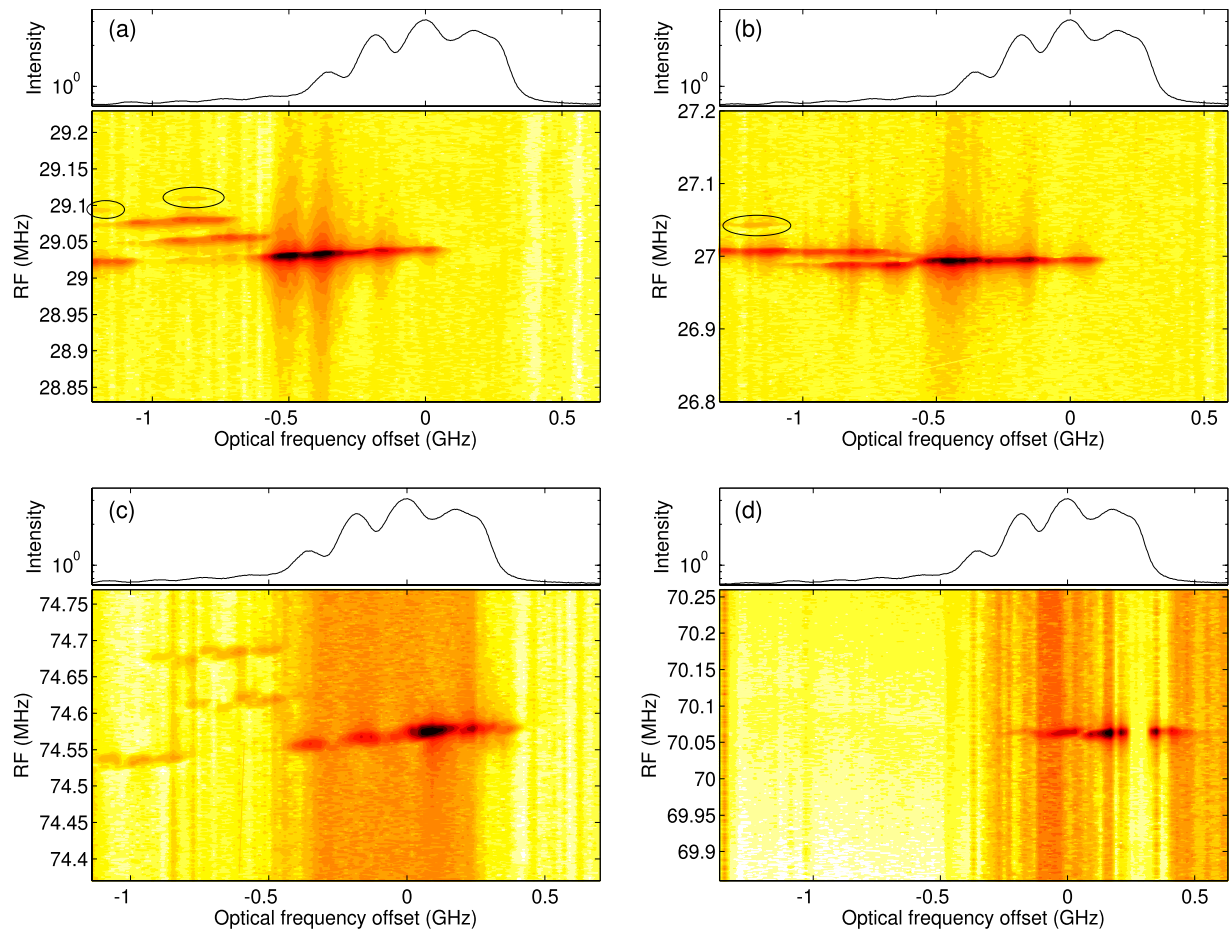 (a)
Intensity
10⁰
29.2
29.15
29.1
29.05
29
28.95
28.9
28.85
RF (MHz)
-1 -0.5 0 0.5
Optical frequency offset (GHz)
(b)
Intensity
10⁰
27.2
27.1
27
26.9
26.8
RF (MHz)
-1 -0.5 0 0.5
Optical frequency offset (GHz)
(c)
Intensity
10⁰
74.75
74.7
74.65
74.6
74.55
74.5
74.45
74.4
RF (MHz)
-1 -0.5 0 0.5
Optical frequency offset (GHz)
(d)
Intensity
10⁰
70.25
70.2
70.15
70.1
70.05
70
69.95
69.9
RF (MHz)
-1 -0.5 0 0.5
Optical frequency offset (GHz)